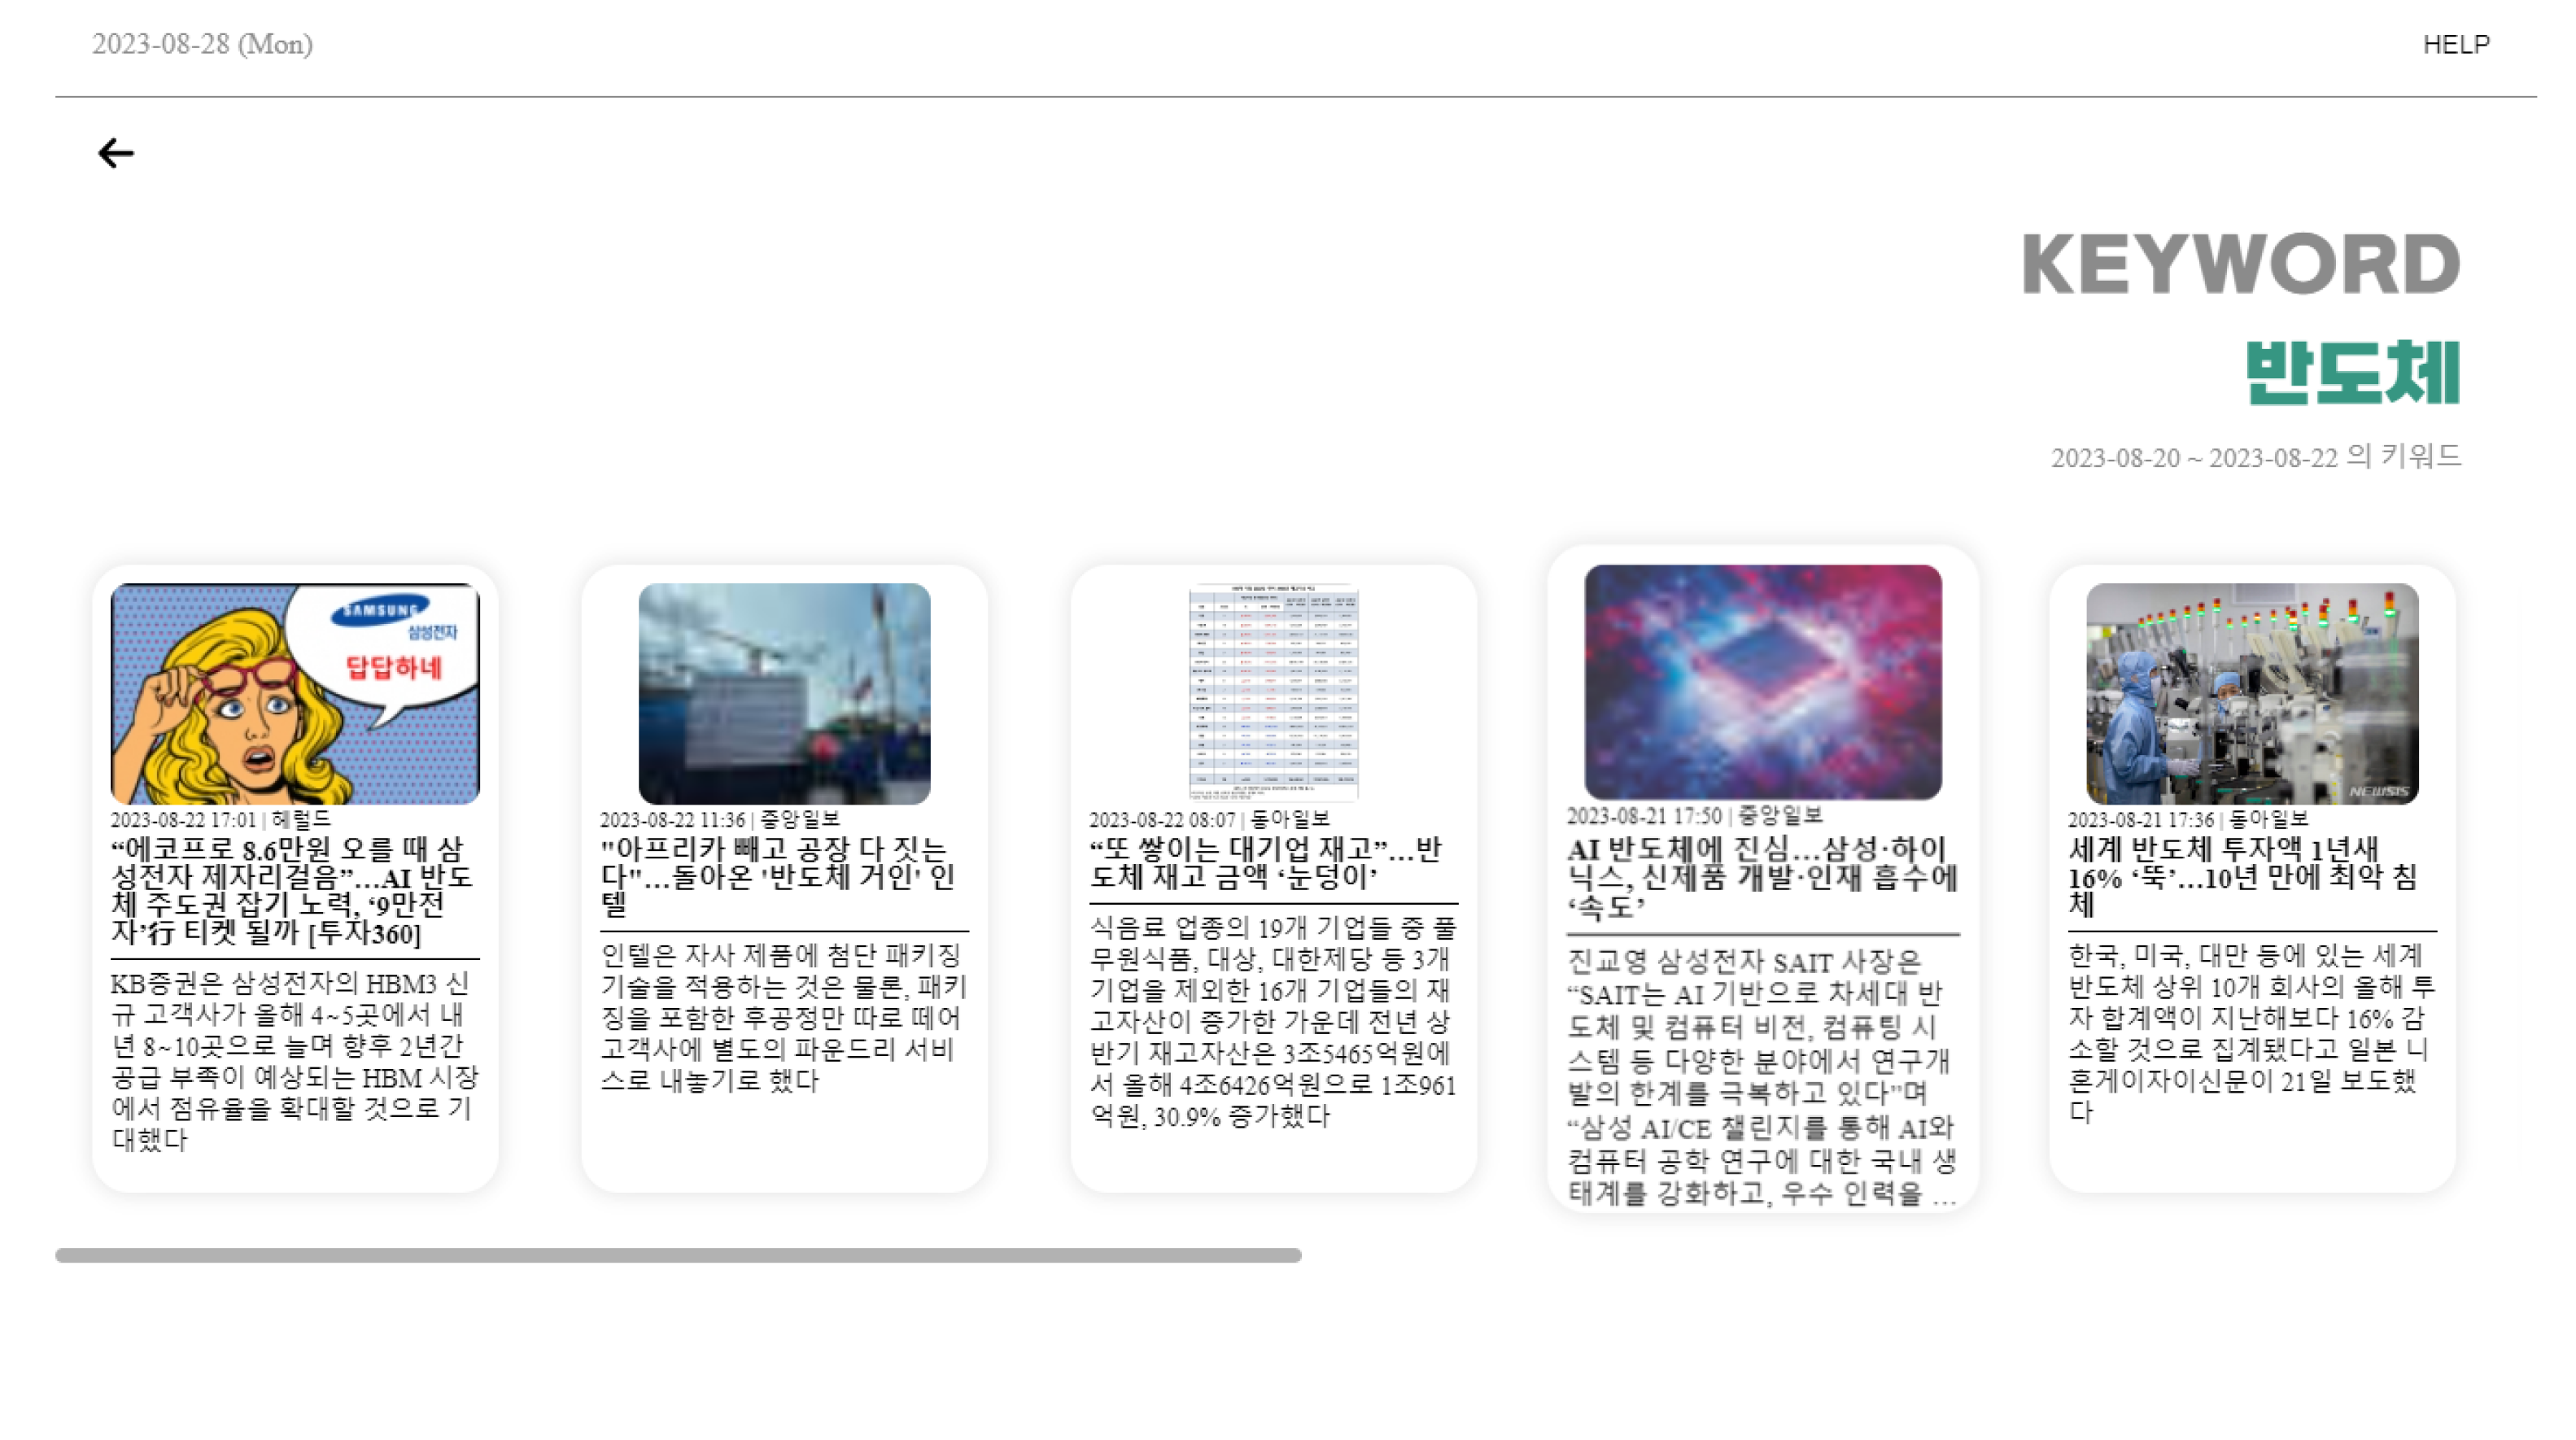 2023-08-28 (Mon)
HELP
KEYWORD
반도체
2023-08-20 ~ 2023-08-22 의 키워드
SAMSUNG
삼성전자
답답하네
2023-08-22 17:01 | 헤럴드
“에코프로 8.6만원 오를 때 삼
성전자 제자리걸음”…AI 반도
체 주도권 잡기 노력, ‘9만전
자’行 티켓 될까 [투자360]
KB증권은 삼성전자의 HBM3 신
규 고객사가 올해 4~5곳에서 내
년 8~10곳으로 늘며 향후 2년간
공급 부족이 예상되는 HBM 시장
에서 점유율을 확대할 것으로 기
대했다
2023-08-22 11:36 | 중앙일보
"아프리카 빼고 공장 다 짓는
다"…돌아온 '반도체 거인' 인
텔
인텔은 자사 제품에 첨단 패키징
기술을 적용하는 것은 물론, 패키
징을 포함한 후공정만 따로 떼어
고객사에 별도의 파운드리 서비
스로 내놓기로 했다
2023-08-22 08:07 | 동아일보
“또 쌓이는 대기업 재고”…반
도체 재고 금액 ‘눈덩이’
식음료 업종의 19개 기업들 중 풀
무원식품, 대상, 대한제당 등 3개
기업을 제외한 16개 기업들의 재
고자산이 증가한 가운데 전년 상
반기 재고자산은 3조5465억원에
서 올해 4조6426억원으로 1조961
억원, 30.9% 증가했다
2023-08-21 17:50 | 중앙일보
AI 반도체에 진심…삼성·하이
닉스, 신제품 개발·인재 흡수에
‘속도’
진교영 삼성전자 SAIT 사장은
“SAIT는 AI 기반으로 차세대 반
도체 및 컴퓨터 비전, 컴퓨팅 시
스템 등 다양한 분야에서 연구개
발의 한계를 극복하고 있다”며
“삼성 AI/CE 챌린지를 통해 AI와
컴퓨터 공학 연구에 대한 국내 생
태계를 강화하고, 우수 인력을 …
NEWSIS
2023-08-21 17:36 | 동아일보
세계 반도체 투자액 1년새
16% ‘뚝’…10년 만에 최악 침
체
한국, 미국, 대만 등에 있는 세계
반도체 상위 10개 회사의 올해 투
자 합계액이 지난해보다 16% 감
소할 것으로 집계됐다고 일본 니
혼게이자이신문이 21일 보도했
다